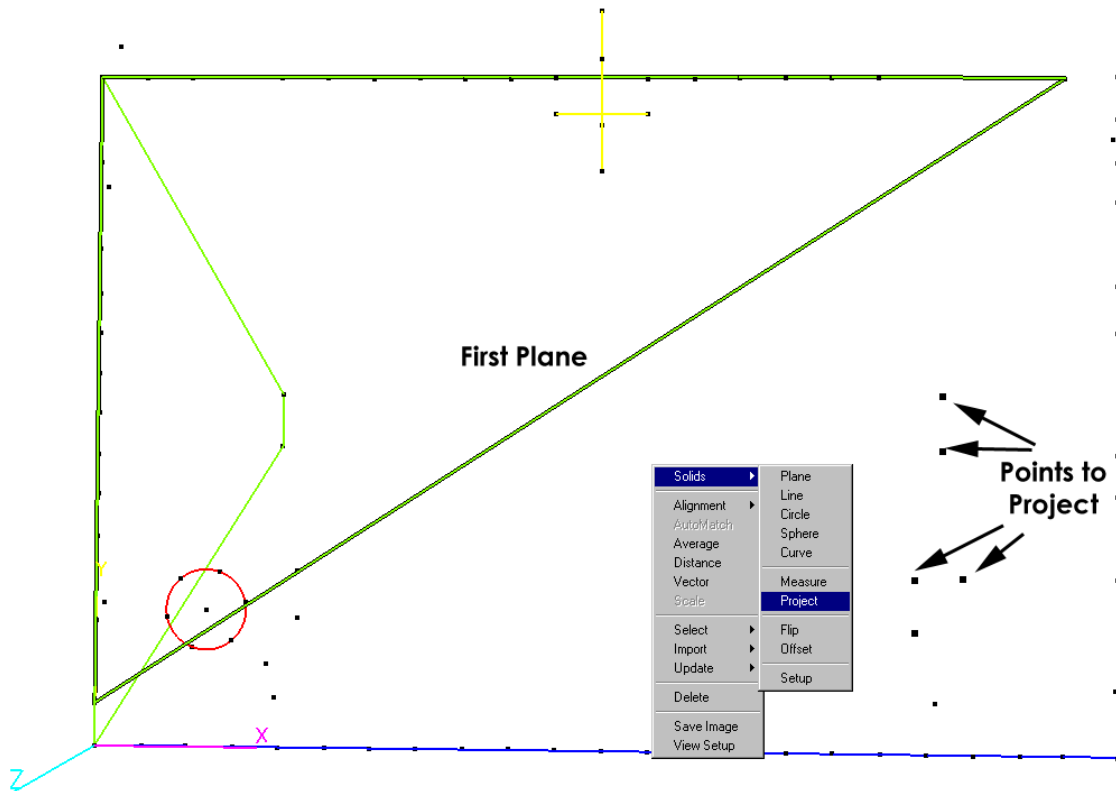 First Plane
Points to
Project
Solids
Alignment
AutoMatch
Average
Distance
Vector
Scale
Select
Import
Update
Delete
Save Image
View Setup
Plane
Line
Circle
Sphere
Curve
Measure
Project
Flip
Offset
Setup
Y
X
Z